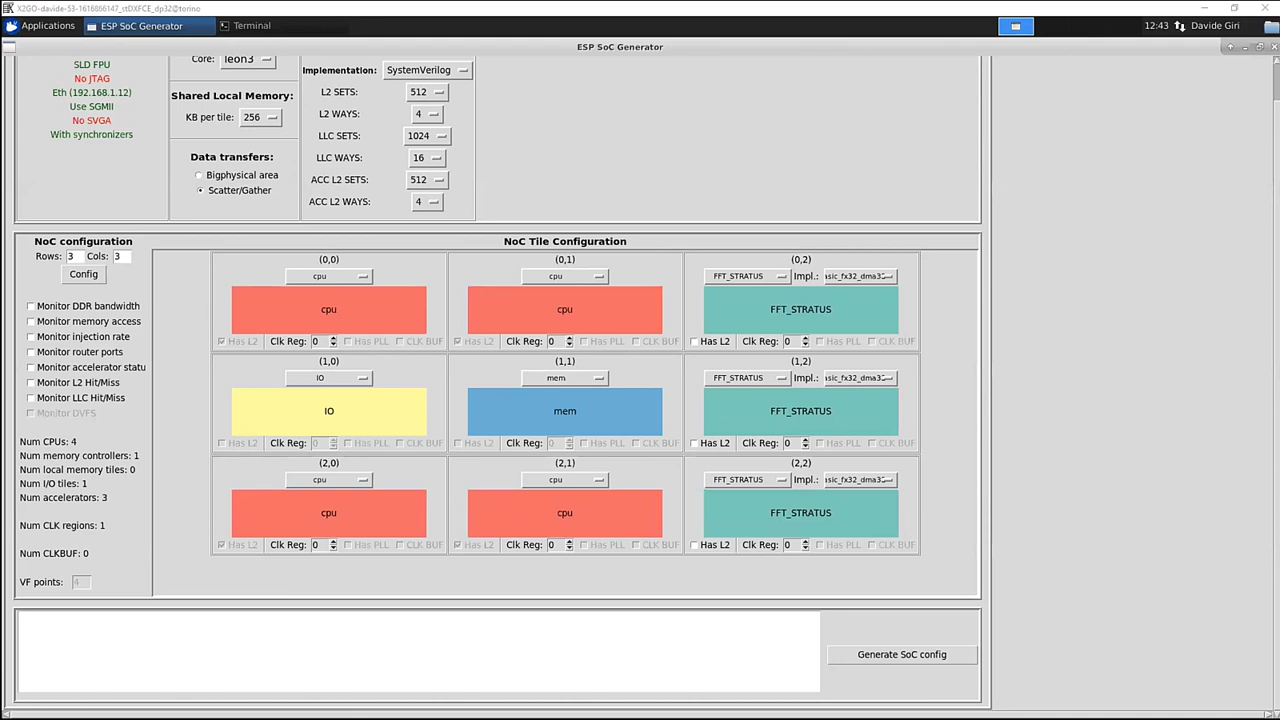 X2GO-davide-53-1616866147_stDXFCE_dp32@torino
Applications ESP SoC Generator Terminal 12:43 Davide Giri
ESP SoC Generator
SLD FPU
No JTAG
Eth (192.168.1.12)
Use SGMII
No SVGA
With synchronizers
Core: leon3
Shared Local Memory:
KB per tile: 256
Data transfers:
Bigphysical area
Scatter/Gather
Implementation: SystemVerilog
L2 SETS: 512
L2 WAYS: 4
LLC SETS: 1024
LLC WAYS: 16
ACC L2 SETS: 512
ACC L2 WAYS: 4
NoC configuration
Rows: 3 Cols: 3
Config
Monitor DDR bandwidth
Monitor memory access
Monitor injection rate
Monitor router ports
Monitor accelerator statu
Monitor L2 Hit/Miss
Monitor LLC Hit/Miss
Monitor DVFS
Num CPUs: 4
Num memory controllers: 1
Num local memory tiles: 0
Num I/O tiles: 1
Num accelerators: 3
Num CLK regions: 1
Num CLKBUF: 0
VF points: 4
NoC Tile Configuration
(0,0) (0,1) (0,2)
cpu cpu FFT_STRATUS Impl.: asic_fx32_dma32
cpu cpu FFT_STRATUS
Has L2 Clk Reg: 0 Has PLL CLK BUF Has L2 Clk Reg: 0 Has PLL CLK BUF Has L2 Clk Reg: 0 Has PLL CLK BUF
(1,0) (1,1) (1,2)
IO mem FFT_STRATUS Impl.: asic_fx32_dma32
IO mem FFT_STRATUS
Has L2 Clk Reg: 0 Has PLL CLK BUF Has L2 Clk Reg: 0 Has PLL CLK BUF Has L2 Clk Reg: 0 Has PLL CLK BUF
(2,0) (2,1) (2,2)
cpu cpu FFT_STRATUS Impl.: asic_fx32_dma32
cpu cpu FFT_STRATUS
Has L2 Clk Reg: 0 Has PLL CLK BUF Has L2 Clk Reg: 0 Has PLL CLK BUF Has L2 Clk Reg: 0 Has PLL CLK BUF
Generate SoC config